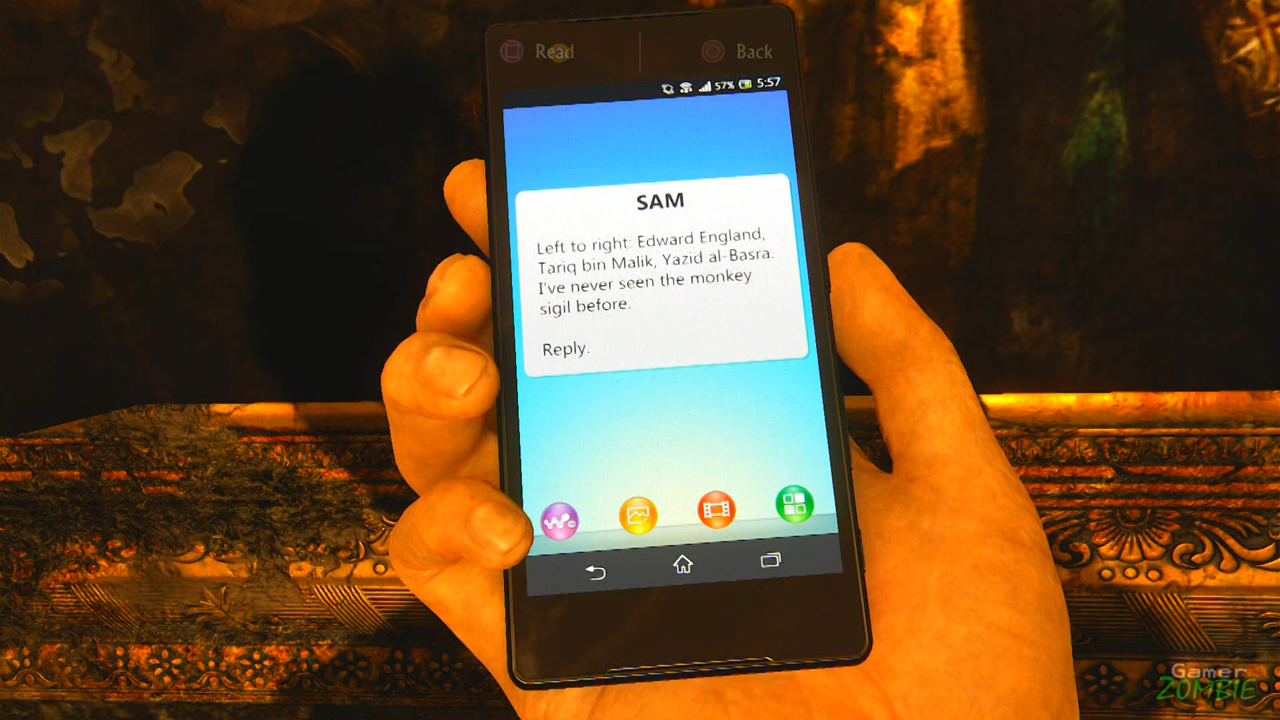 Read
Back
57% 5:57
SAM
Left to right: Edward England,
Tariq bin Malik, Yazid al-Basra.
I've never seen the monkey
sigil before.
Reply.
Gamer
ZOMBIE